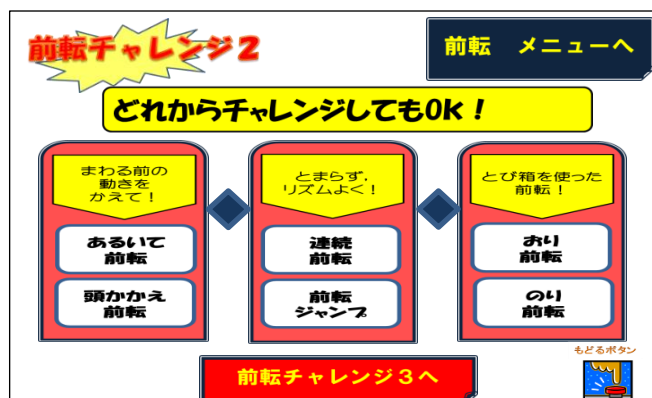 前転チャレンジ２
前転　メニューへ
どれからチャレンジしてもOK！
まわる前の
動きを
かえて！
あるいて
前転
頭かかえ
前転
とまらず，
リズムよく！
連続
前転
前転
ジャンプ
とび箱を使った
前転！
おり
前転
のり
前転
もどるボタン
前転チャレンジ３へ